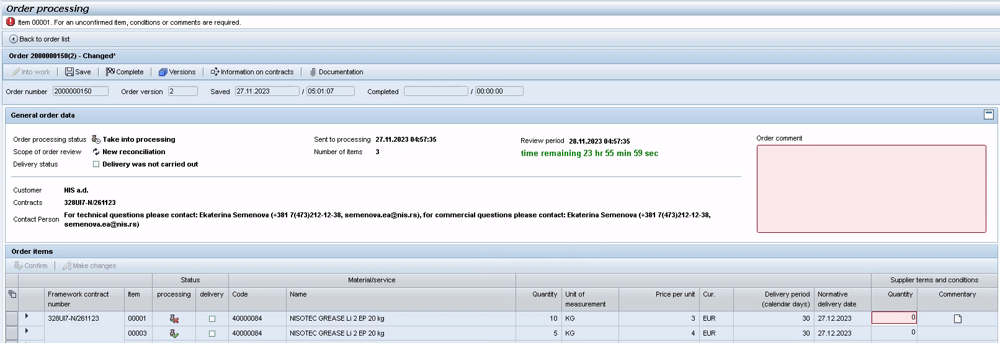 Order processing
Item 00001. For an unconfirmed item, conditions or comments are required.
Back to order list
Order 2000000150(2) - Changed*
Into work Save Complete Versions Information on contracts Documentation
Order number 2000000150 Order version 2 Saved 27.11.2023 / 05:01:07 Completed / 00:00:00
General order data
Order processing status Take into processing Sent to processing 27.11.2023 04:57:35 Review period 28.11.2023 04:57:35 Order comment
Scope of order review New reconciliation Number of items 3 time remaining 23 hr 55 min 59 sec
Delivery status Delivery was not carried out
Customer NIS a.d.
Contracts 328UI7-N/261123
Contact Person For technical questions please contact: Ekaterina Semenova (+381 7(473)212-12-38, semenova.ea@nis.rs), for commercial questions please contact: Ekaterina Semenova (+381 7(473)212-12-38,
semenova.ea@nis.rs)
Order items
Confirm Make changes
Status Material/service Supplier terms and conditions
Framework contract Item processing delivery Code Name Quantity Unit of Price per unit Cur. Delivery period Normative Quantity Commentary
number measurement (calendar days) delivery date
328UI7-N/261123 00001 40000084 NISOTEC GREASE Li 2 EP 20 kg 10 KG 3 EUR 30 27.12.2023 0
00003 40000084 NISOTEC GREASE Li 2 EP 20 kg 5 KG 4 EUR 30 27.12.2023 0